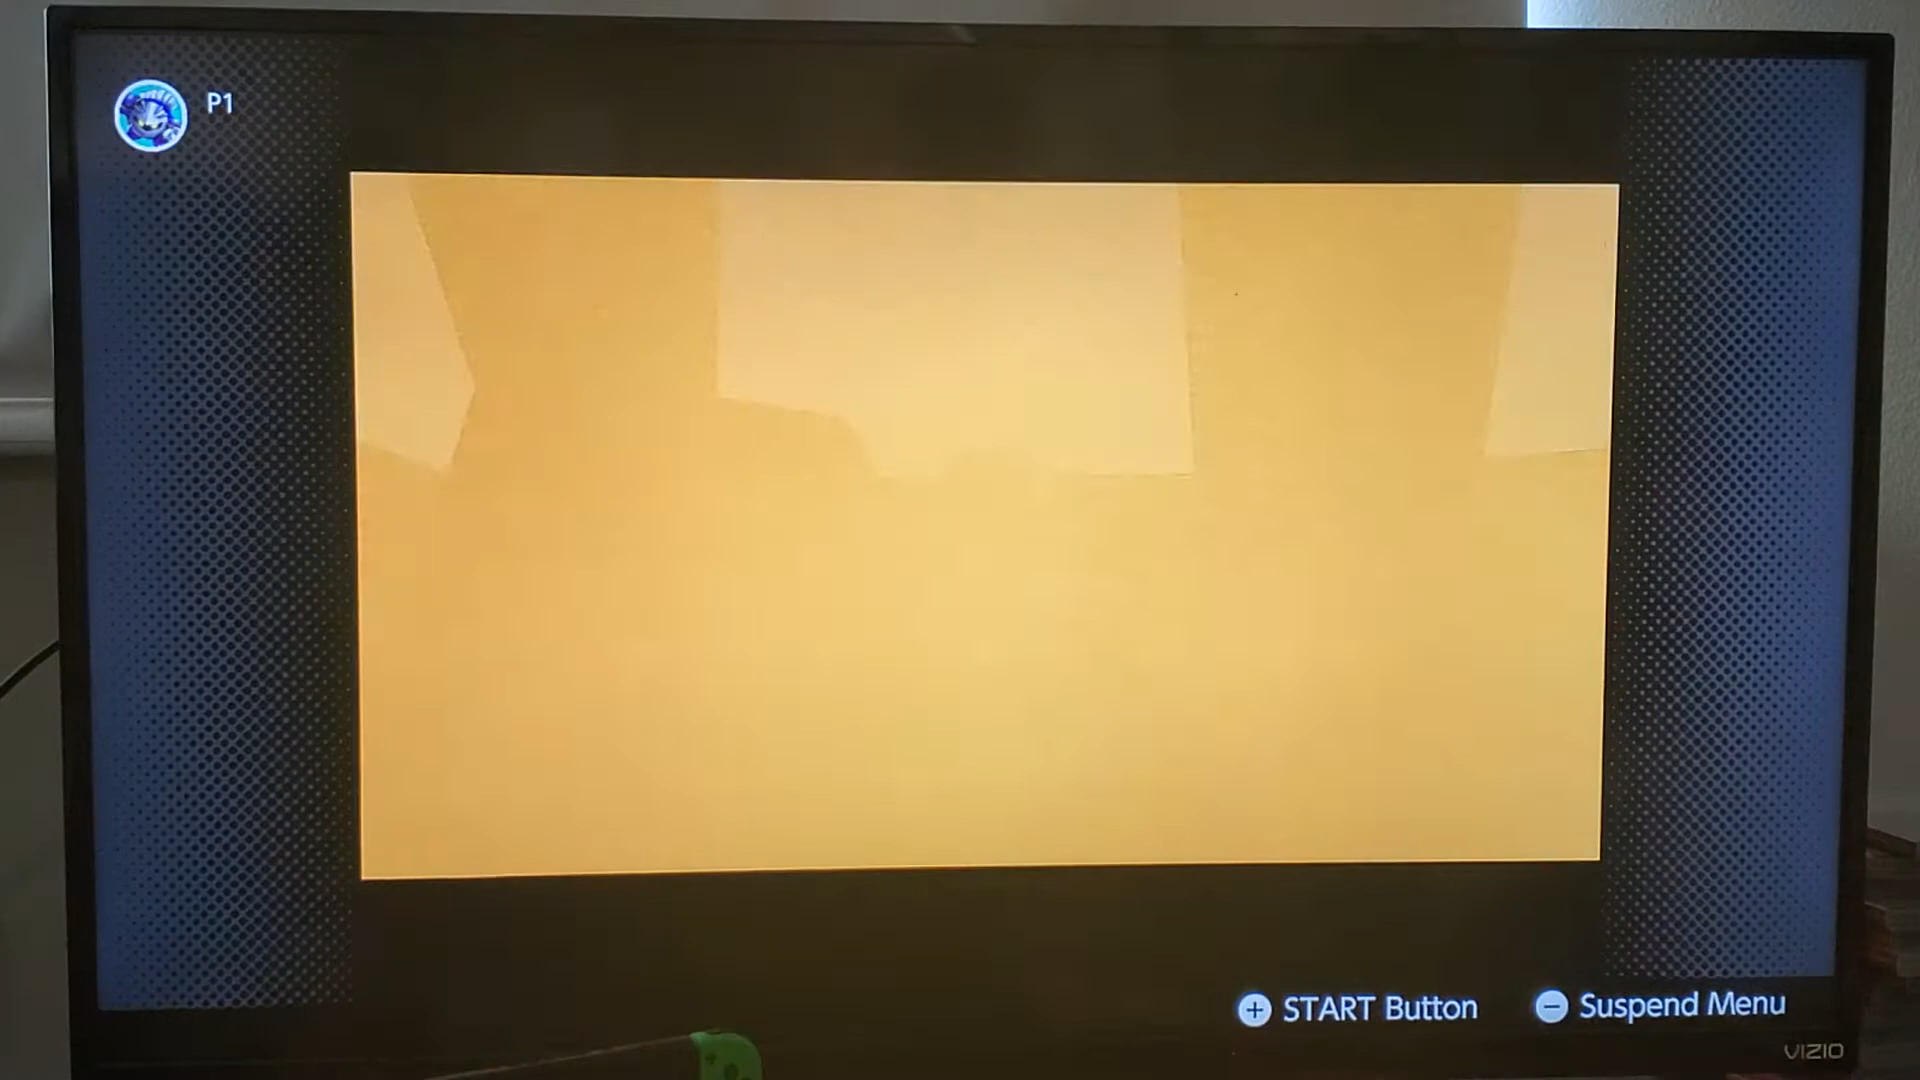 P1
+ START Button
− Suspend Menu
VIZIO